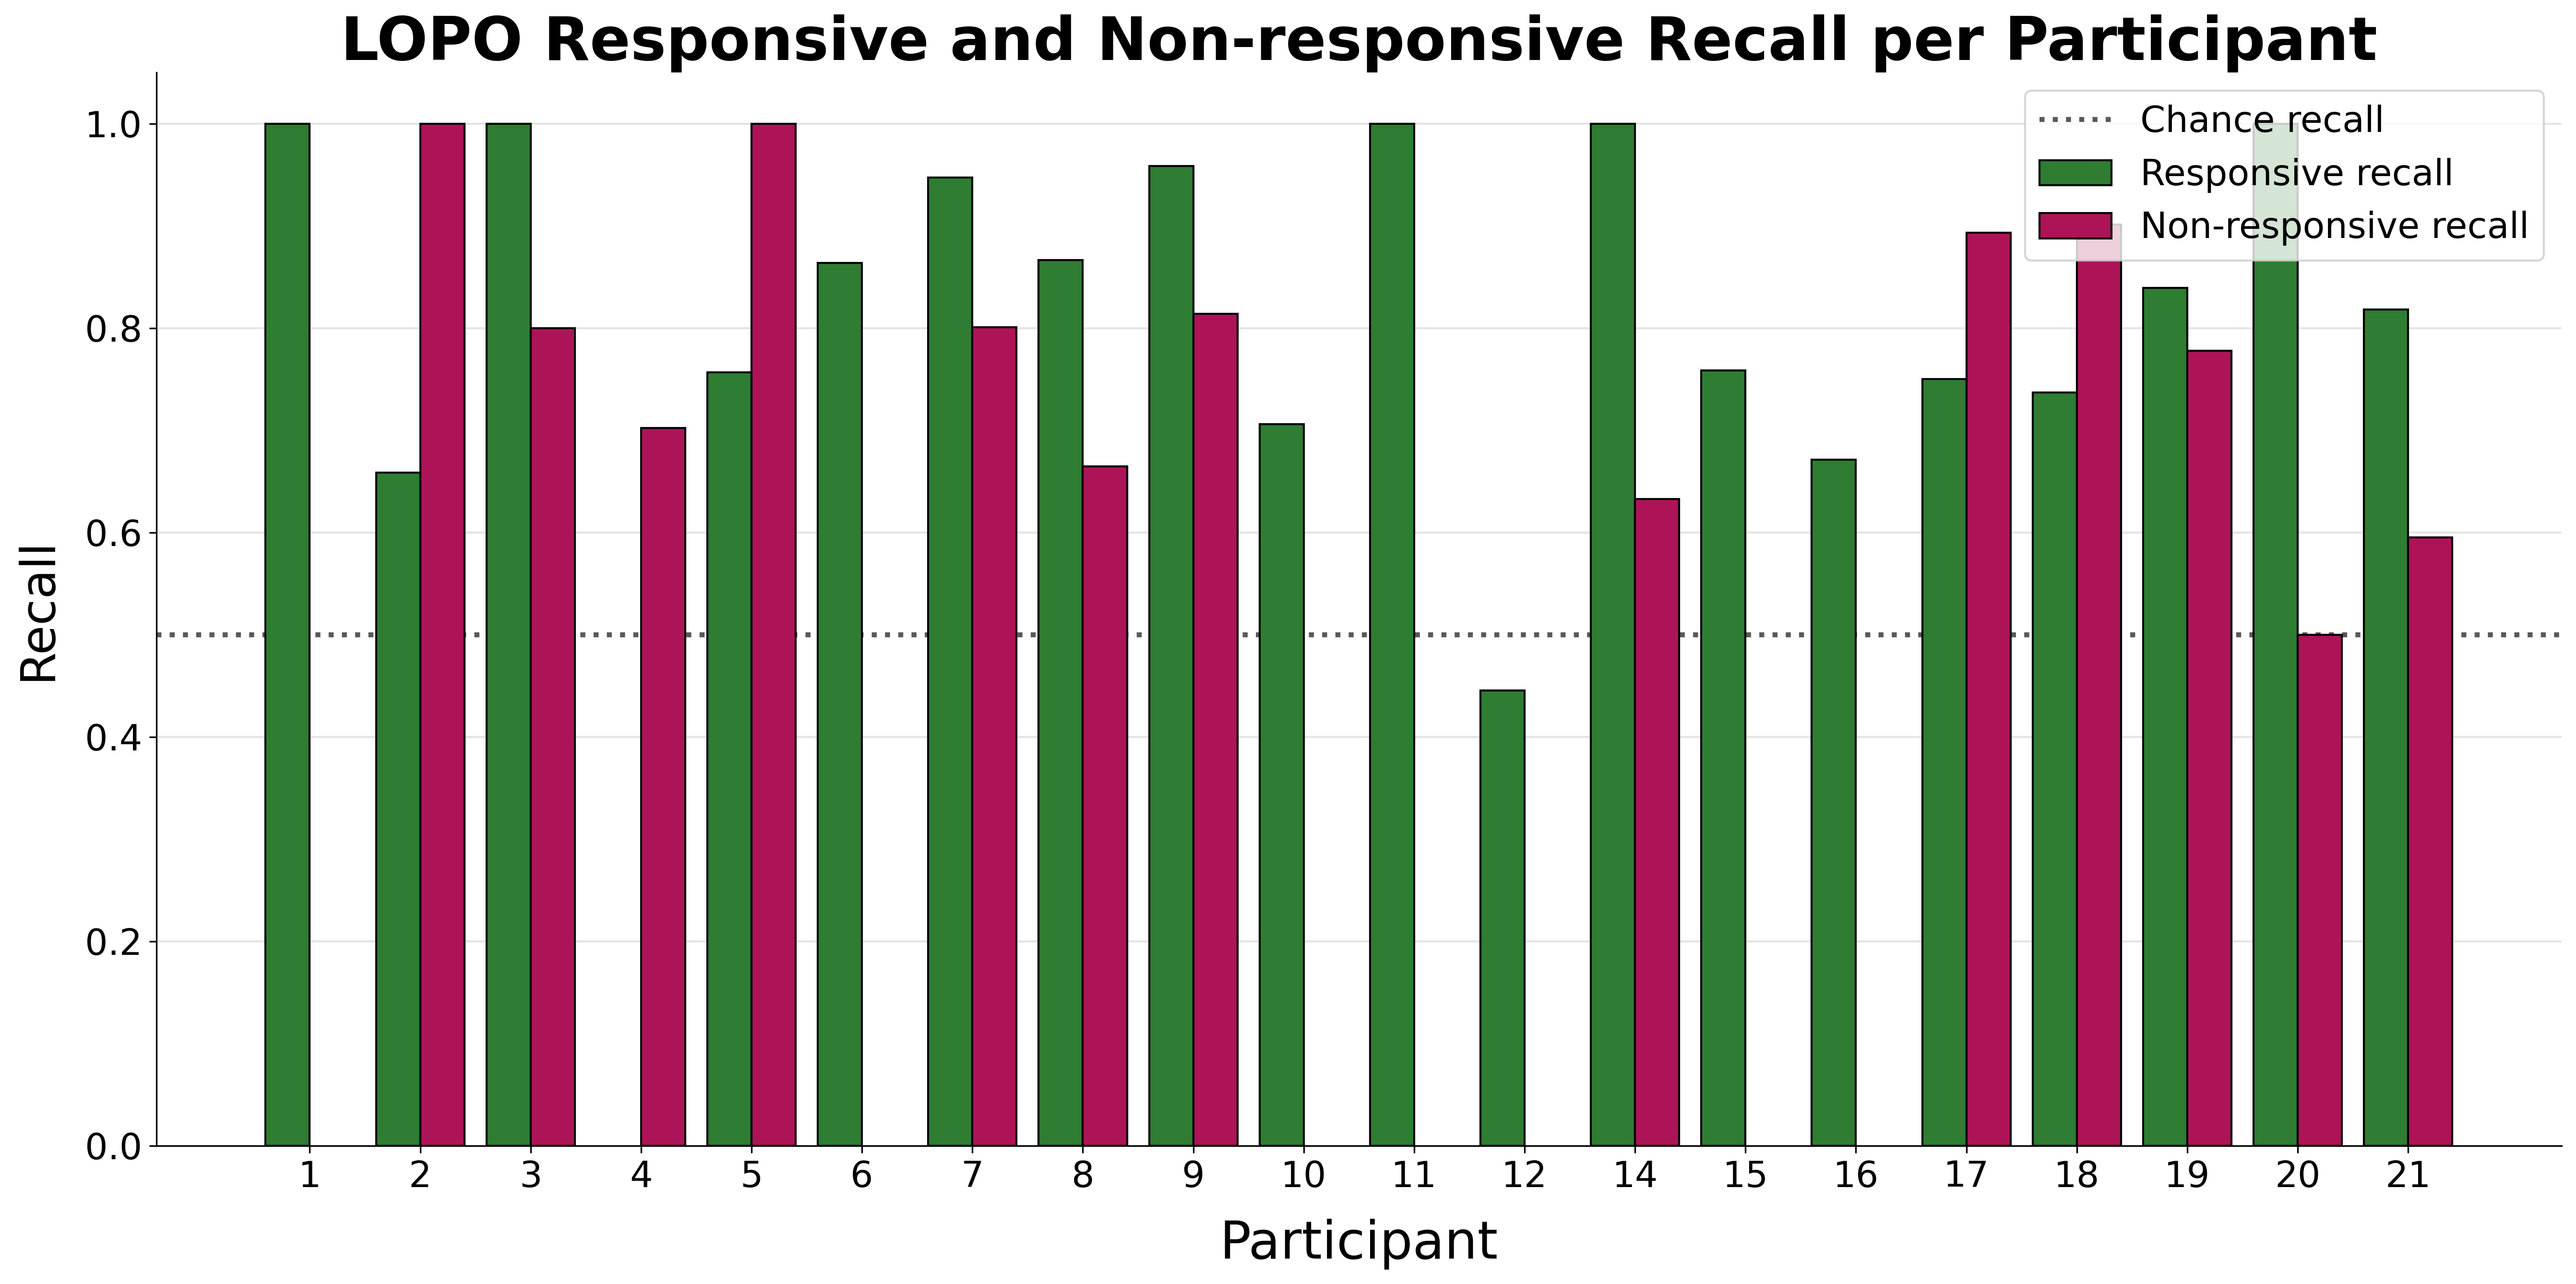 LOPO Responsive and Non-responsive Recall per Participant
Chance recall
Responsive recall
Non-responsive recall
Recall
1.0
0.8
0.6
0.4
0.2
0.0
1 2 3 4 5 6 7 8 9 10 11 12 14 15 16 17 18 19 20 21
Participant